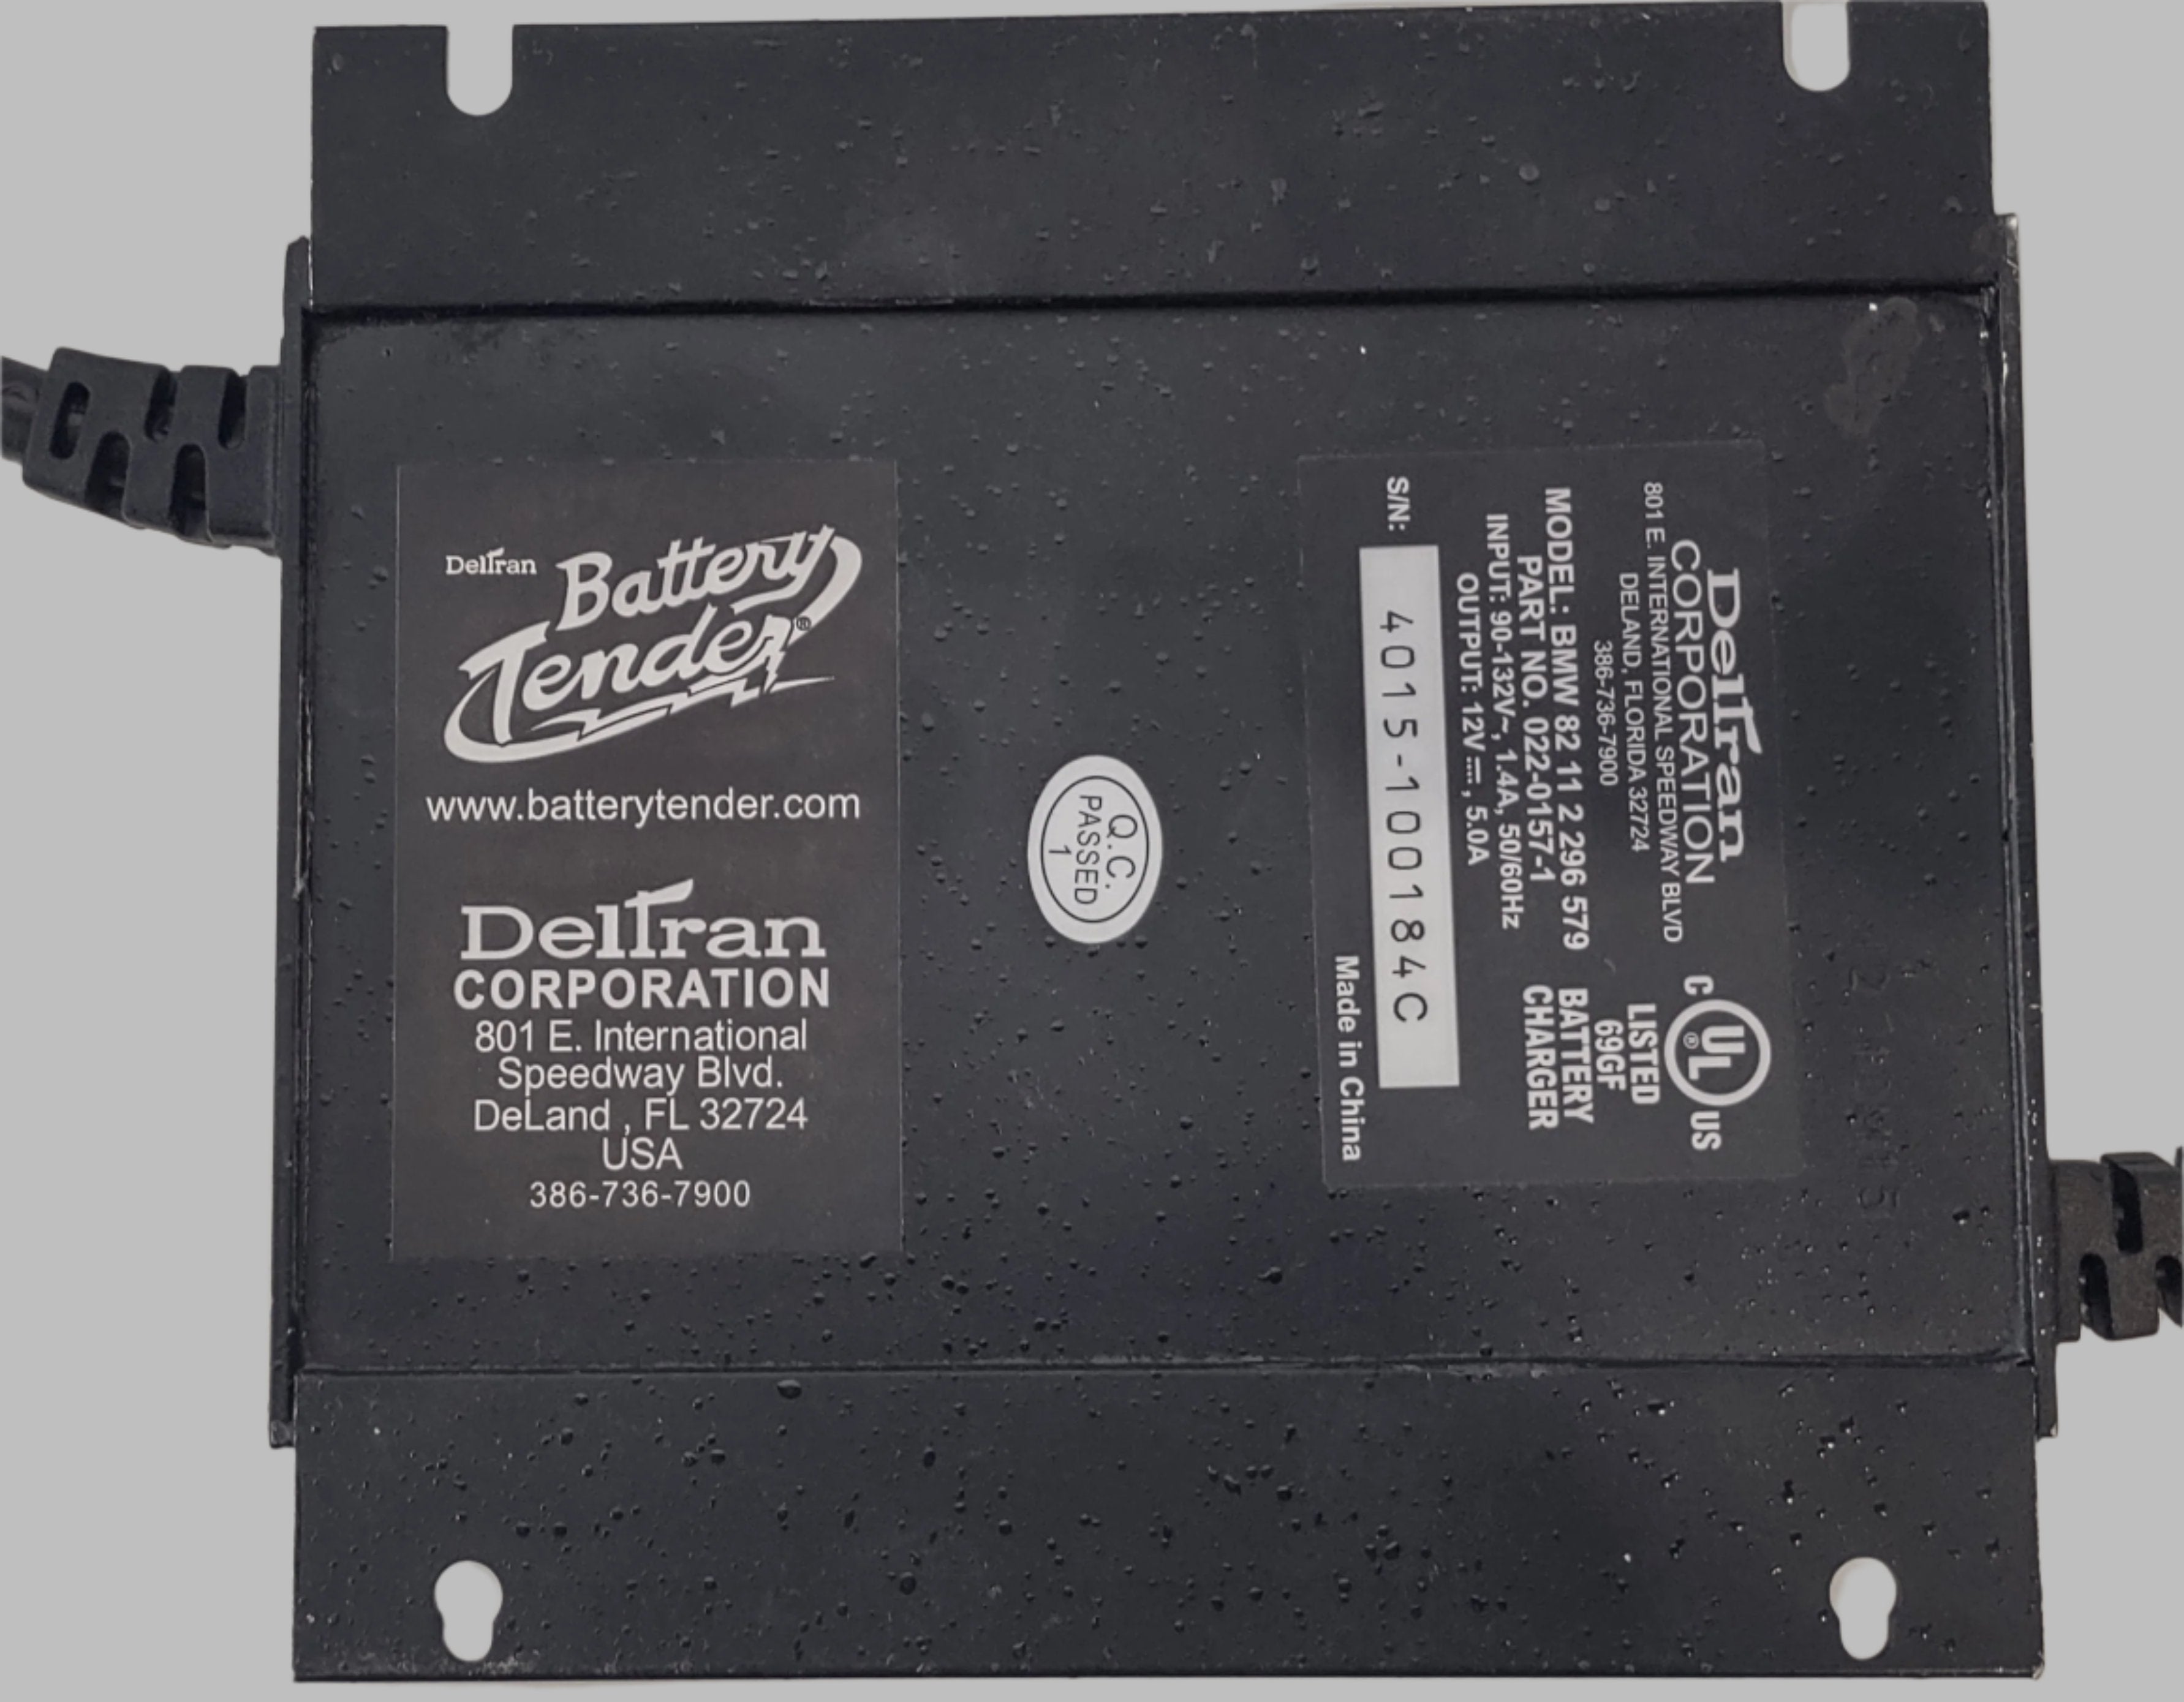 DelTran Battery
Tender®
www.batterytender.com
DelTran
CORPORATION
801 E. International
Speedway Blvd.
DeLand , FL 32724
USA
386-736-7900
Q.C.
PASSED
1
DelTran
CORPORATION
801 E. INTERNATIONAL SPEEDWAY BLVD
DELAND, FLORIDA 32724
386-736-7900
MODEL: BMW 82 11 2 296 579
PART NO. 022-0157-1
INPUT: 90-132V~, 1.4A, 50/60Hz
OUTPUT: 12V⎓, 5.0A
S/N: 4015-1000184C
C UL® US
LISTED
69GF
BATTERY
CHARGER
Made in China